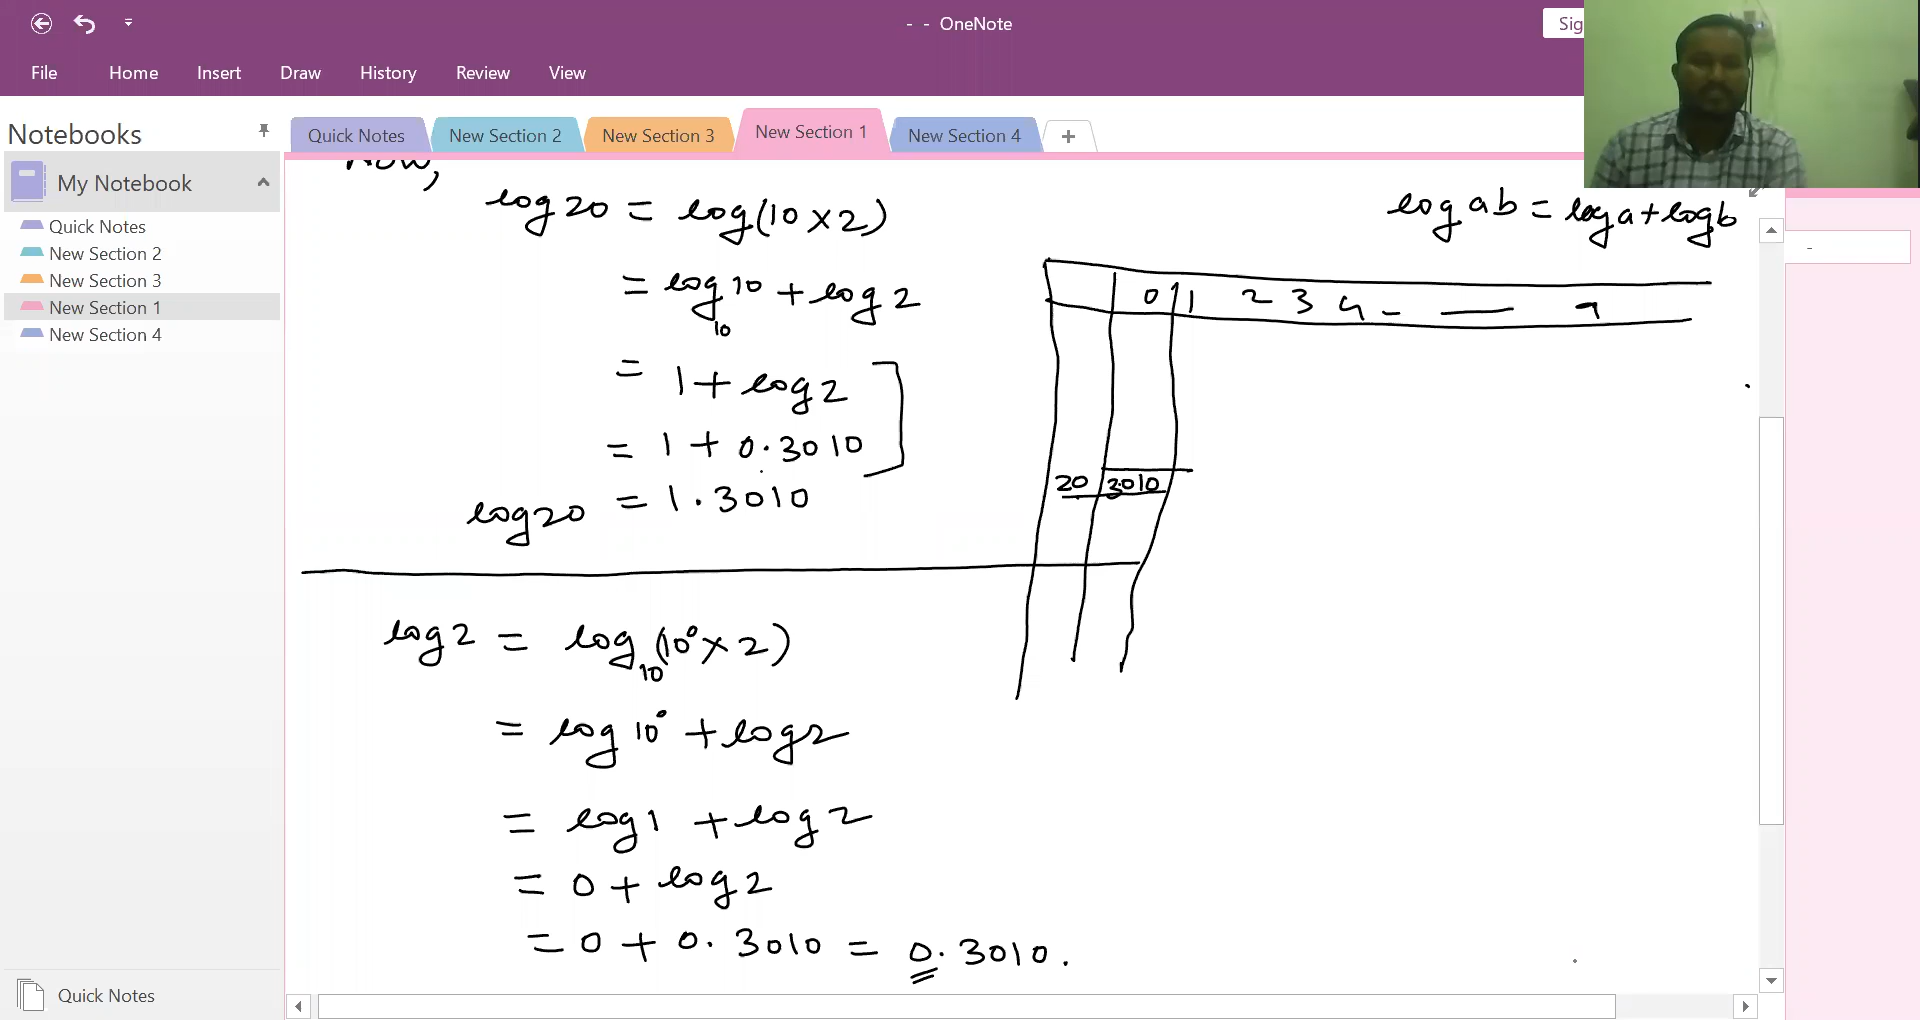 - - OneNote
Sig
File Home Insert Draw History Review View
Notebooks
Quick Notes New Section 2 New Section 3 New Section 1 New Section 4 +
My Notebook
Quick Notes
New Section 2
New Section 3
New Section 1
New Section 4
Quick Notes
Now,
log 20 = log(10 × 2)
= log₁₀ 10 + log 2
= 1 + log 2
= 1 + 0.3010
log 20 = 1.3010
log ab = log a + log b
0 1 2 3 4 - — 9
20 3010
log 2 = log₁₀ (10⁰ × 2)
= log 10⁰ + log 2
= log 1 + log 2
= 0 + log 2
= 0 + 0.3010 = 0.3010.